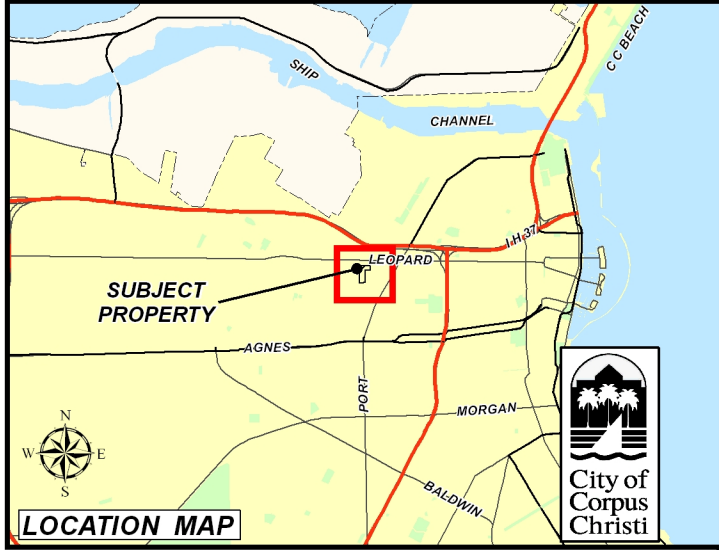 C C BEACH
SHIP
CHANNEL
I H 37
LEOPARD
SUBJECT
PROPERTY
AGNES
PORT
MORGAN
BALDWIN
N
W E
S
LOCATION MAP
City of
Corpus
Christi